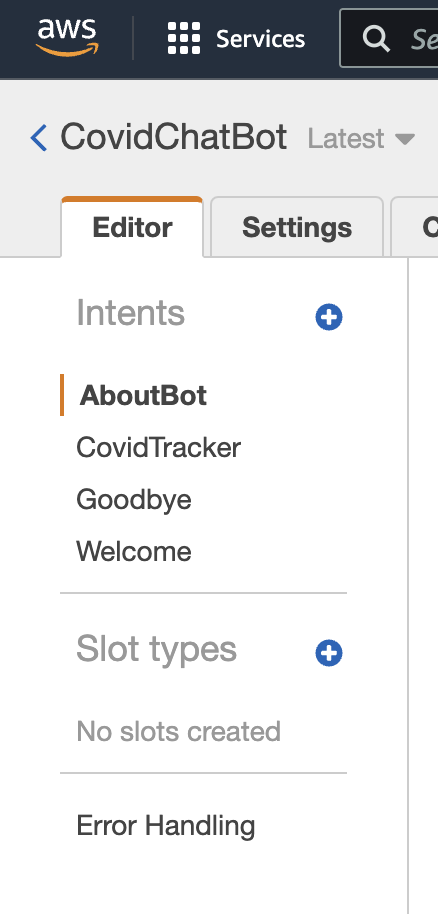 aws Services
CovidChatBot Latest
Editor Settings
Intents
AboutBot
CovidTracker
Goodbye
Welcome
Slot types
No slots created
Error Handling